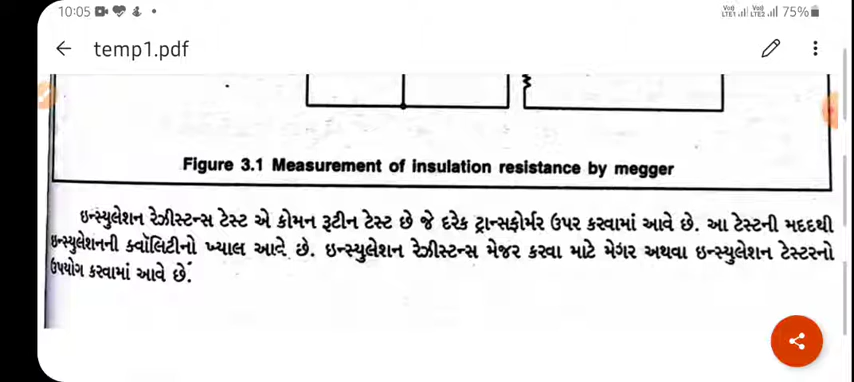 10:05
75%
temp1.pdf
Figure 3.1 Measurement of insulation resistance by megger
ઇન્સ્યુલેશન રેઝીસ્ટન્સ ટેસ્ટ એ કોમન રૂટીન ટેસ્ટ છે જે દરેક ટ્રાન્સફોર્મર ઉપર કરવામાં આવે છે. આ ટેસ્ટની મદદથી
ઇન્સ્યુલેશનની ક્વૉલિટીનો ખ્યાલ આવે છે. ઇન્સ્યુલેશન રેઝીસ્ટન્સ મેજર કરવા માટે મેગર અથવા ઇન્સ્યુલેશન ટેસ્ટરનો
ઉપયોગ કરવામાં આવે છે.